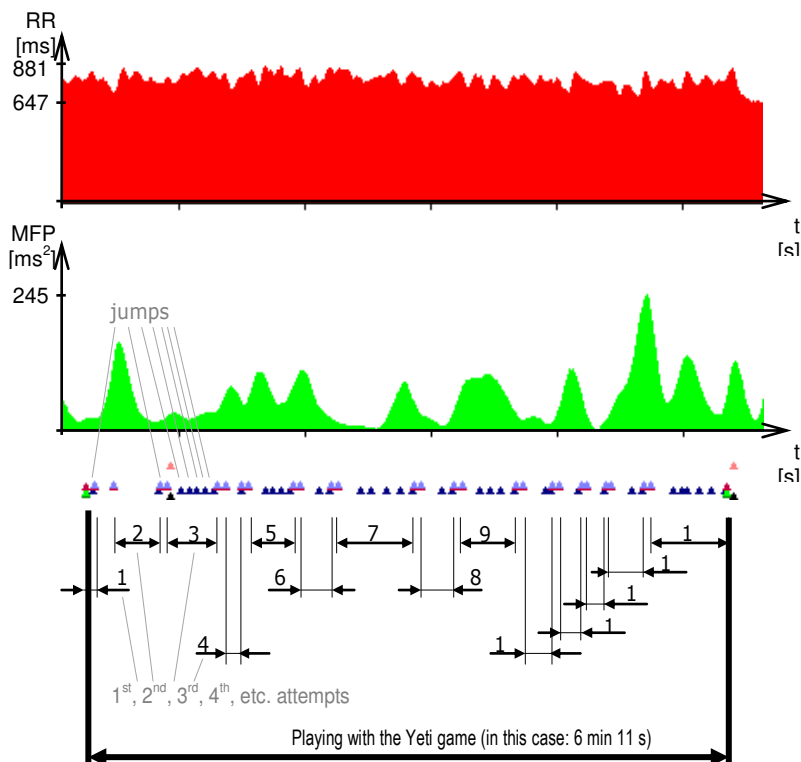 RR
[ms]
881
647
t
[s]
MFP
[ms²]
245
jumps
t
[s]
2 3 5 7 9 1
1 6 8 1
1
4 1 1
1st, 2nd, 3rd, 4th, etc. attempts
Playing with the Yeti game (in this case: 6 min 11 s)